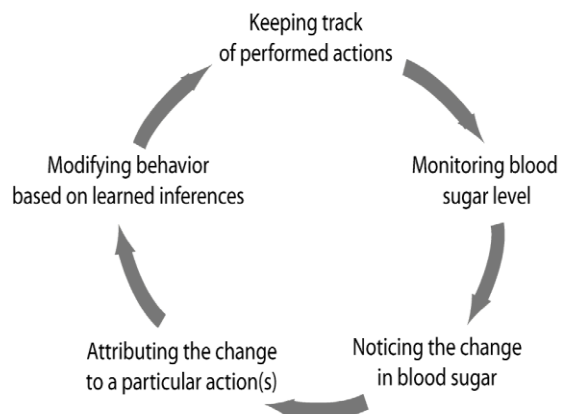 Keeping track
of performed actions
Monitoring blood
sugar level
Noticing the change
in blood sugar
Attributing the change
to a particular action(s)
Modifying behavior
based on learned inferences